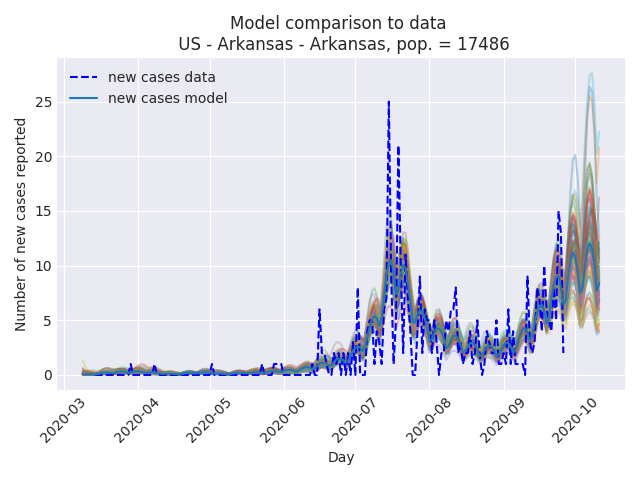 Model comparison to data
US - Arkansas - Arkansas, pop. = 17486
new cases data
new cases model
Number of new cases reported
25
20
15
10
5
0
2020-03
2020-04
2020-05
2020-06
2020-07
2020-08
2020-09
2020-10
Day